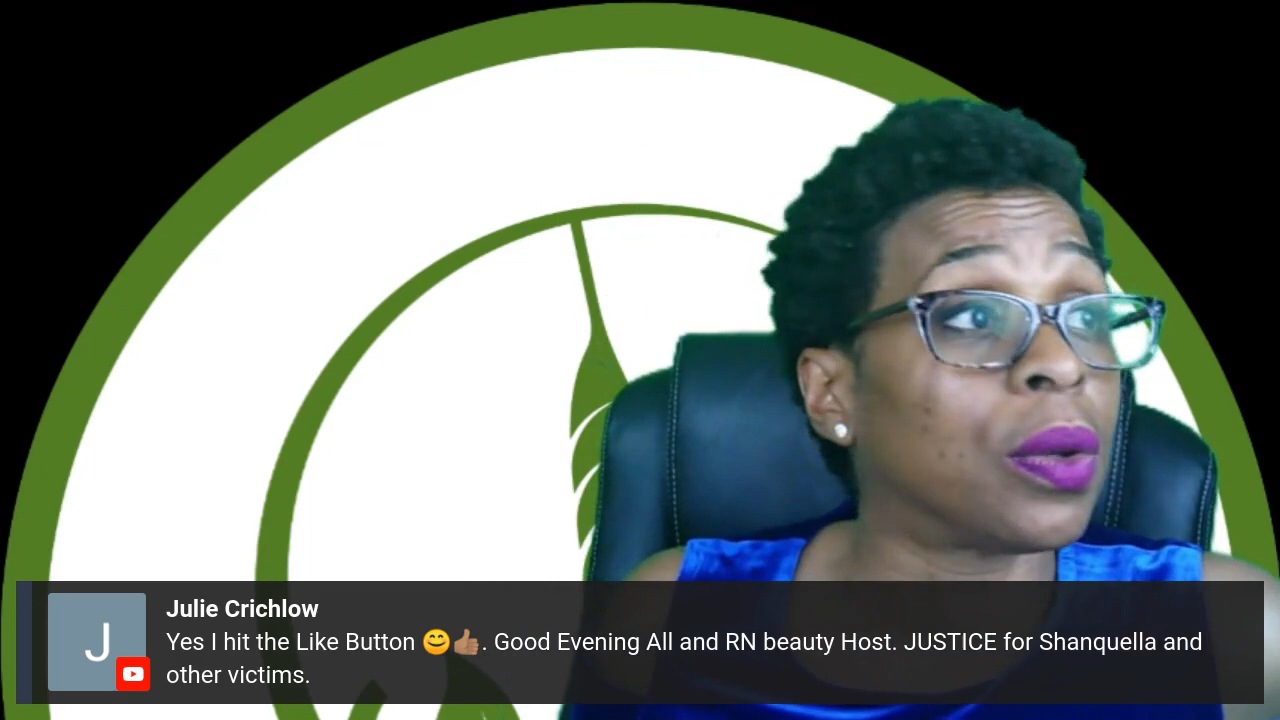 J
Julie Crichlow
Yes I hit the Like Button 😊👍🏽. Good Evening All and RN beauty Host. JUSTICE for Shanquella and
other victims.